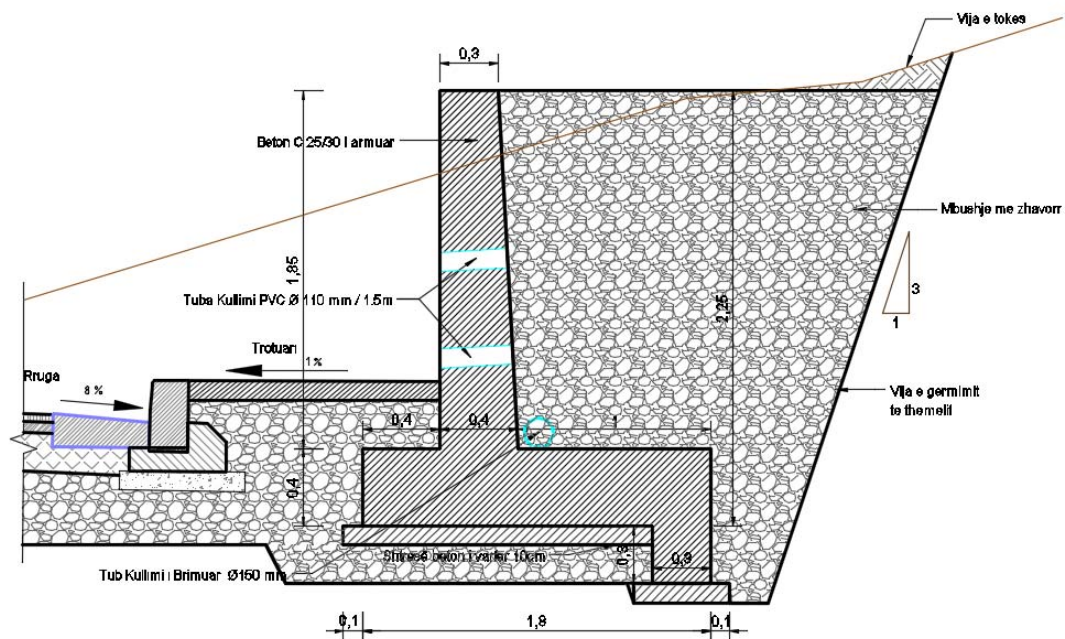 Vija e tokes
0,3
Beton C 25/30 I armuar
Mbushje me zhavorr
1,85
Tuba Kullimi PVC Ø 110 mm / 1.5m
2,25
3
1
Trotuari
1 %
Rruga
8 %
Vija e germimit
te themelit
0,4
0,4
1
0,4
Shtresë beton i varfer 10cm
0,3
0,3
Tub Kullimi i Brimuar Ø150 mm
0,1
1,8
0,1